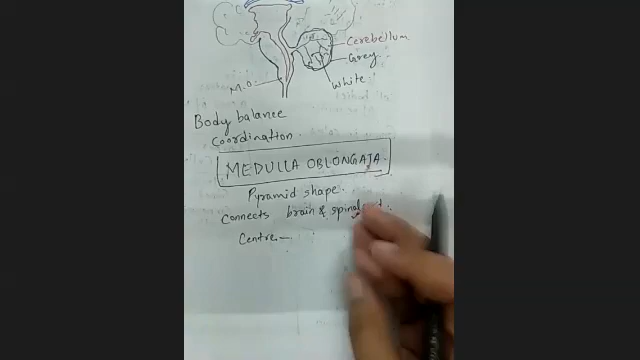 Cerebellum
Grey
White
M.O.
Body balance
Coordination
MEDULLA OBLONGATA
Pyramid shape.
Connects brain & spinal
Centre —